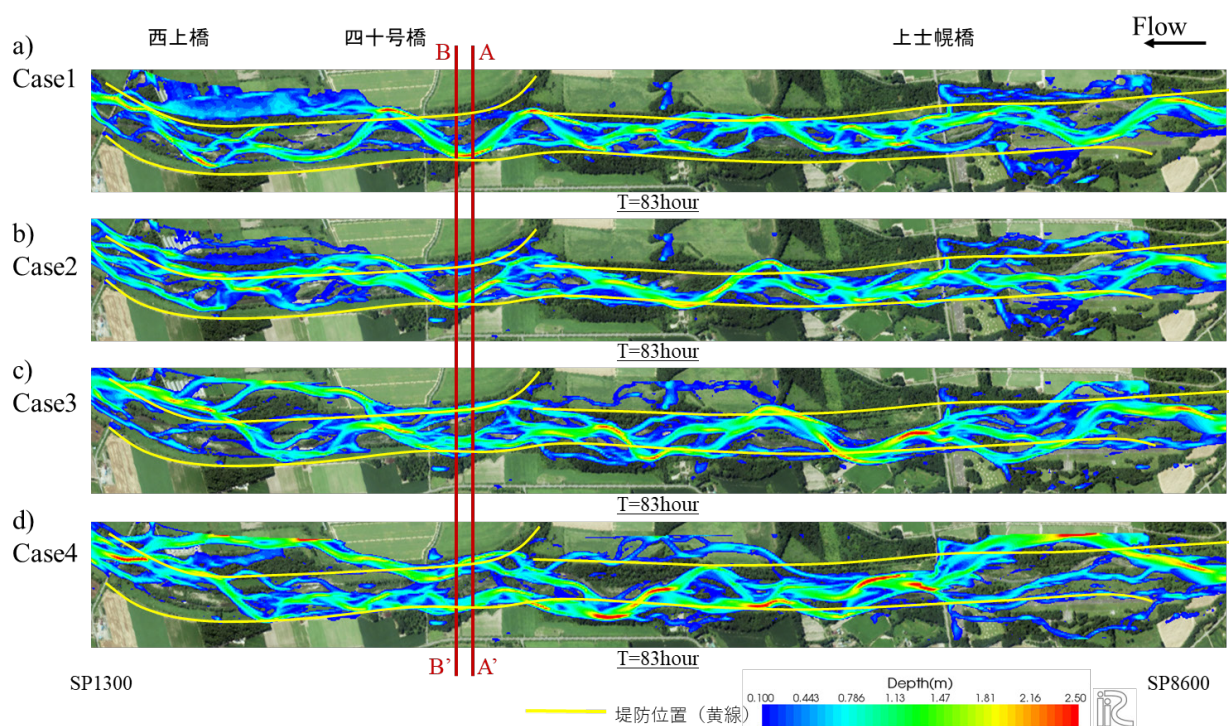 西上橋 四十号橋 上士幌橋 Flow
a)
Case1
B A
T=83hour
b)
Case2
T=83hour
c)
Case3
T=83hour
d)
Case4
T=83hour
B’ A’
SP1300
SP8600
堤防位置（黄線）
Depth(m)
0.100 0.443 0.786 1.13 1.47 1.81 2.16 2.50
iRIC